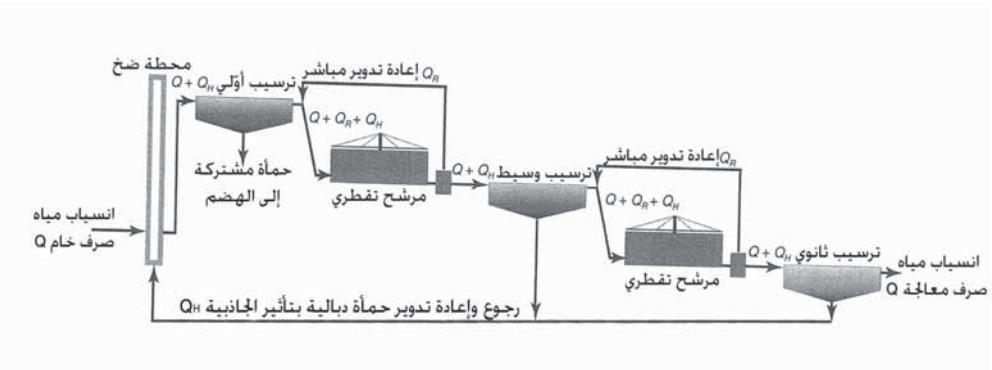 محطة ضخ
Q + QH
ترسيب أولي
إعادة تدوير مباشر QR
Q + QR + QH
حمأة مشتركة
إلى الهضم
مرشح تقطري
انسياب مياه
صرف خام Q
Q + QH
ترسيب وسيط
إعادة تدوير مباشر QR
Q + QR + QH
مرشح تقطري
Q + QH
ترسيب ثانوي
انسياب مياه
صرف معالجة Q
رجوع وإعادة تدوير حمأة دبالية بتأثير الجاذبية QH